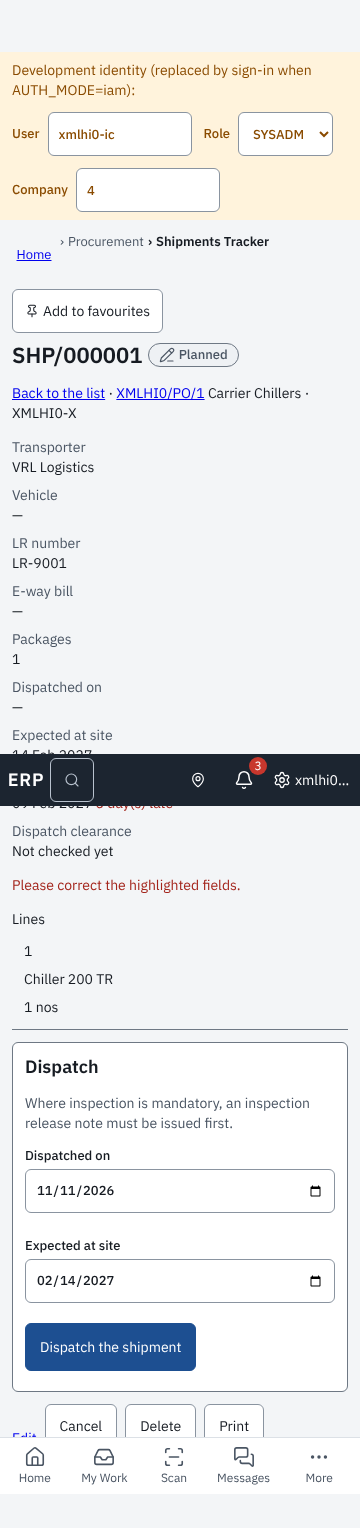 Development identity (replaced by sign-in when
AUTH_MODE=iam):
User xmlhi0-ic Role SYSADM
Company 4
Home › Procurement › Shipments Tracker
Add to favourites
SHP/000001 Planned
Back to the list · XMLHI0/PO/1 Carrier Chillers ·
XMLHI0-X
Transporter
VRL Logistics
Vehicle
—
LR number
LR-9001
E-way bill
—
Packages
1
Dispatched on
—
Expected at site
14 Feb 2027
ERP 3 xmlhi0...
Dispatch clearance
Not checked yet
Please correct the highlighted fields.
Lines
1
Chiller 200 TR
1 nos
Dispatch
Where inspection is mandatory, an inspection
release note must be issued first.
Dispatched on
11/11/2026
Expected at site
02/14/2027
Dispatch the shipment
Edit Cancel Delete Print
Home My Work Scan Messages More